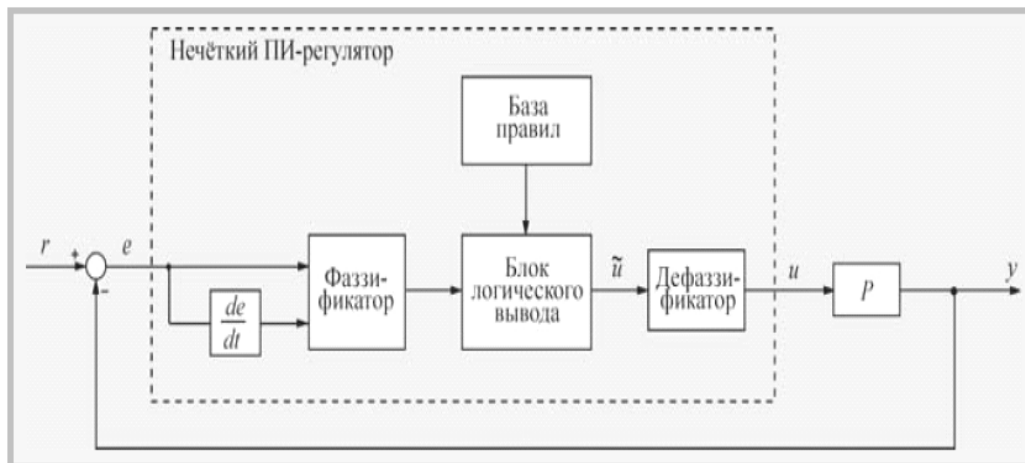 Нечёткий ПИ-регулятор
База
правил
r
+
-
e
de
dt
Фаззи-
фикатор
Блок
логического
вывода
ũ
Дефаззи-
фикатор
u
P
y